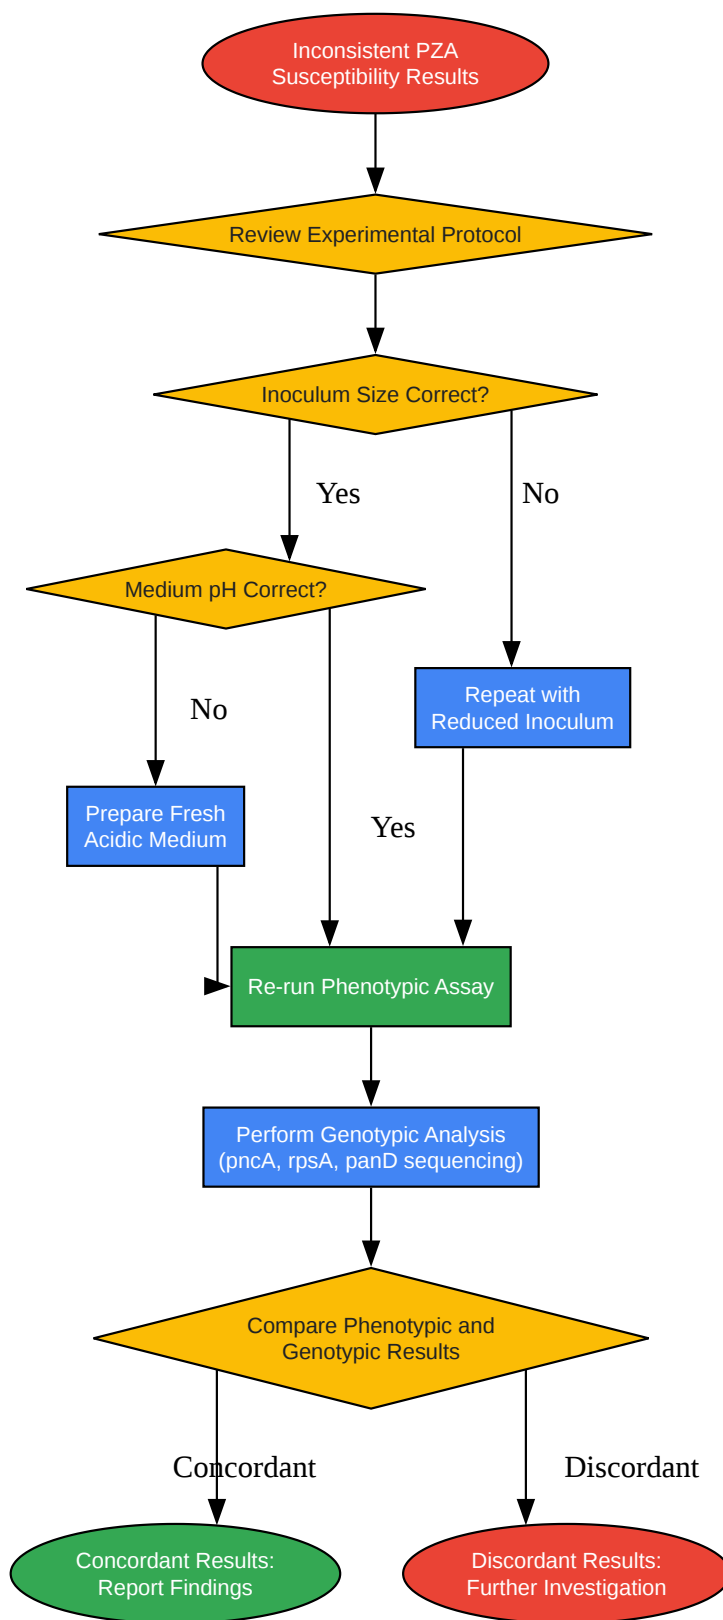 Inconsistent PZA
Susceptibility Results
Review Experimental Protocol
Inoculum Size Correct?
Yes
No
Medium pH Correct?
No
Repeat with
Reduced Inoculum
Prepare Fresh
Acidic Medium
Yes
Re-run Phenotypic Assay
Perform Genotypic Analysis
(pncA, rpsA, panD sequencing)
Compare Phenotypic and
Genotypic Results
Concordant
Discordant
Concordant Results:
Report Findings
Discordant Results:
Further Investigation